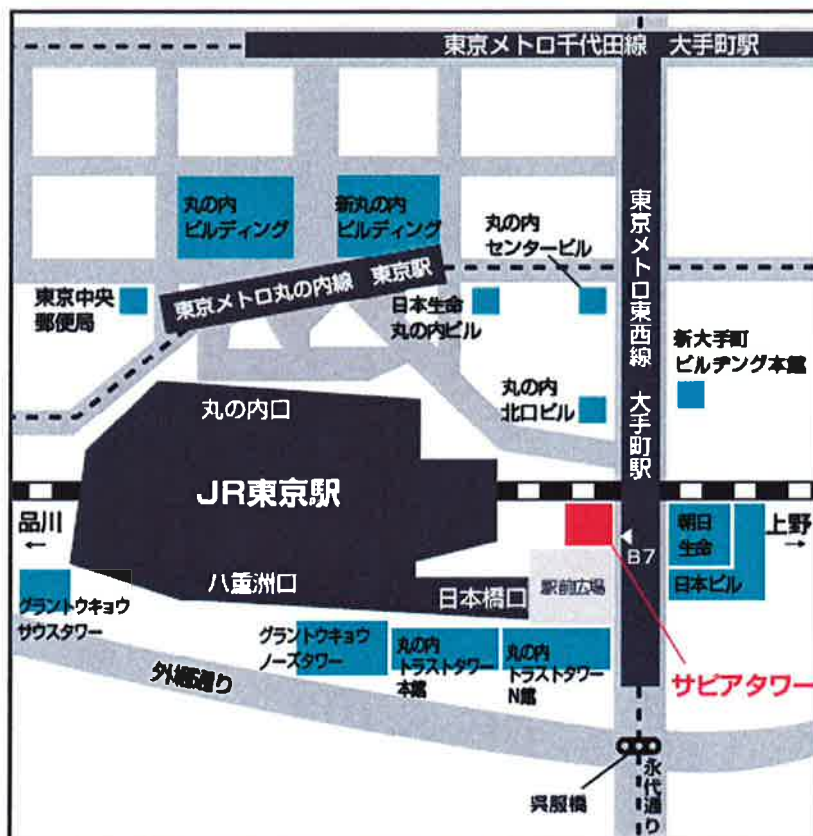 東京メトロ千代田線 大手町駅
丸の内
ビルディング
新丸の内
ビルディング
丸の内
センタービル
東京メトロ東西線 大手町駅
東京メトロ丸の内線 東京駅
東京中央
郵便局
日本生命
丸の内ビル
新大手町
ビルヂング本館
丸の内
北口ビル
丸の内口
JR東京駅
品川
←
上野
→
朝日
生命
B7
日本ビル
八重洲口
日本橋口
駅前広場
グラントウキョウ
サウスタワー
グラントウキョウ
ノーズタワー
丸の内
トラストタワー
本館
丸の内
トラストタワー
N館
サピアタワー
外堀通り
呉服橋
永代通り